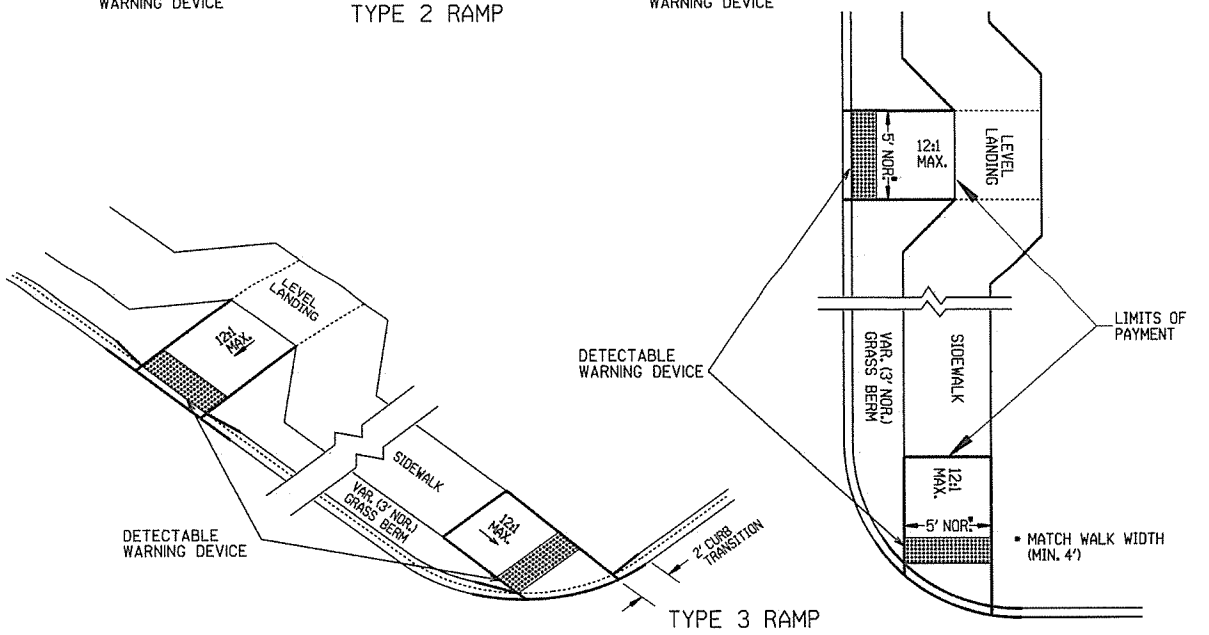 WARNING DEVICE
TYPE 2 RAMP
WARNING DEVICE
5' NOR.*
12:1
MAX.
LEVEL
LANDING
LEVEL
LANDING
12:1
MAX.
LIMITS OF
PAYMENT
DETECTABLE
WARNING DEVICE
VAR. (3' NOR.)
GRASS BERM
SIDEWALK
SIDEWALK
VAR. (3' NOR.)
GRASS BERM
12:1
MAX.
12:1
MAX.
5' NOR.*
DETECTABLE
WARNING DEVICE
2' CURB
TRANSITION
* MATCH WALK WIDTH
(MIN. 4')
TYPE 3 RAMP